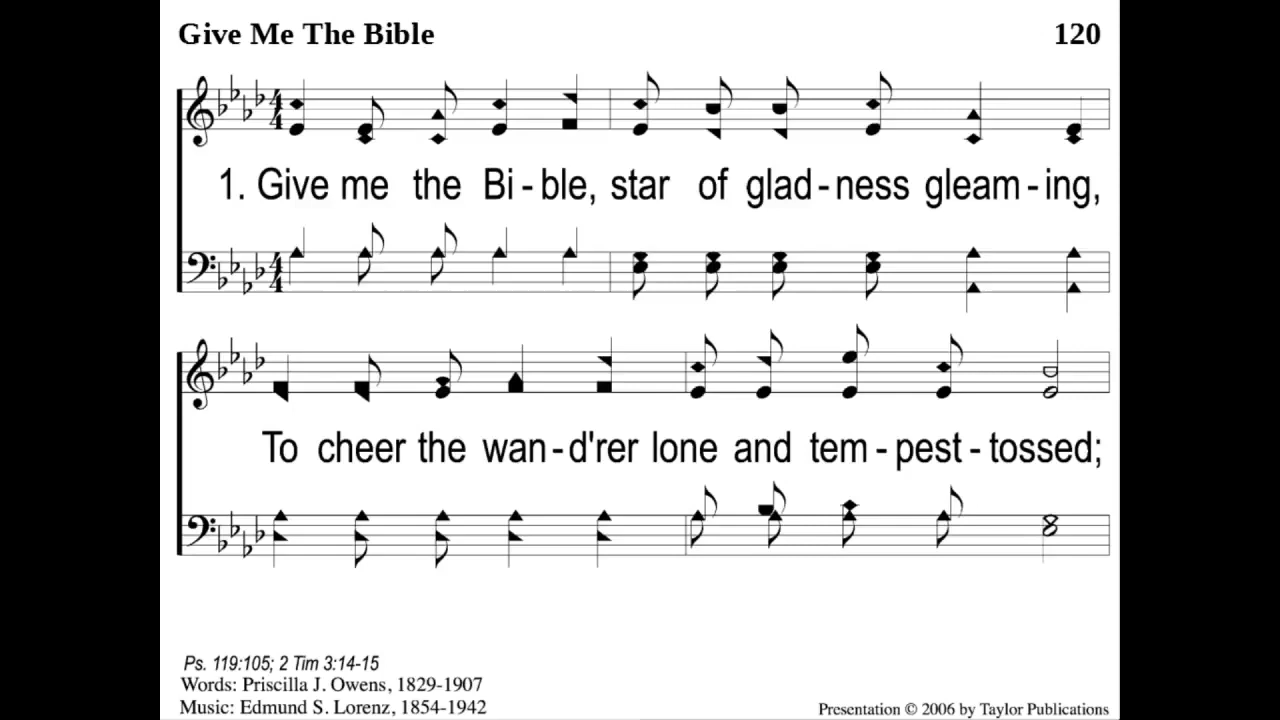 Give Me The Bible 120
1. Give me the Bi - ble, star of glad - ness gleam - ing,
To cheer the wan - d'rer lone and tem - pest - tossed;
Ps. 119:105; 2 Tim 3:14-15
Words: Priscilla J. Owens, 1829-1907
Music: Edmund S. Lorenz, 1854-1942
Presentation © 2006 by Taylor Publications